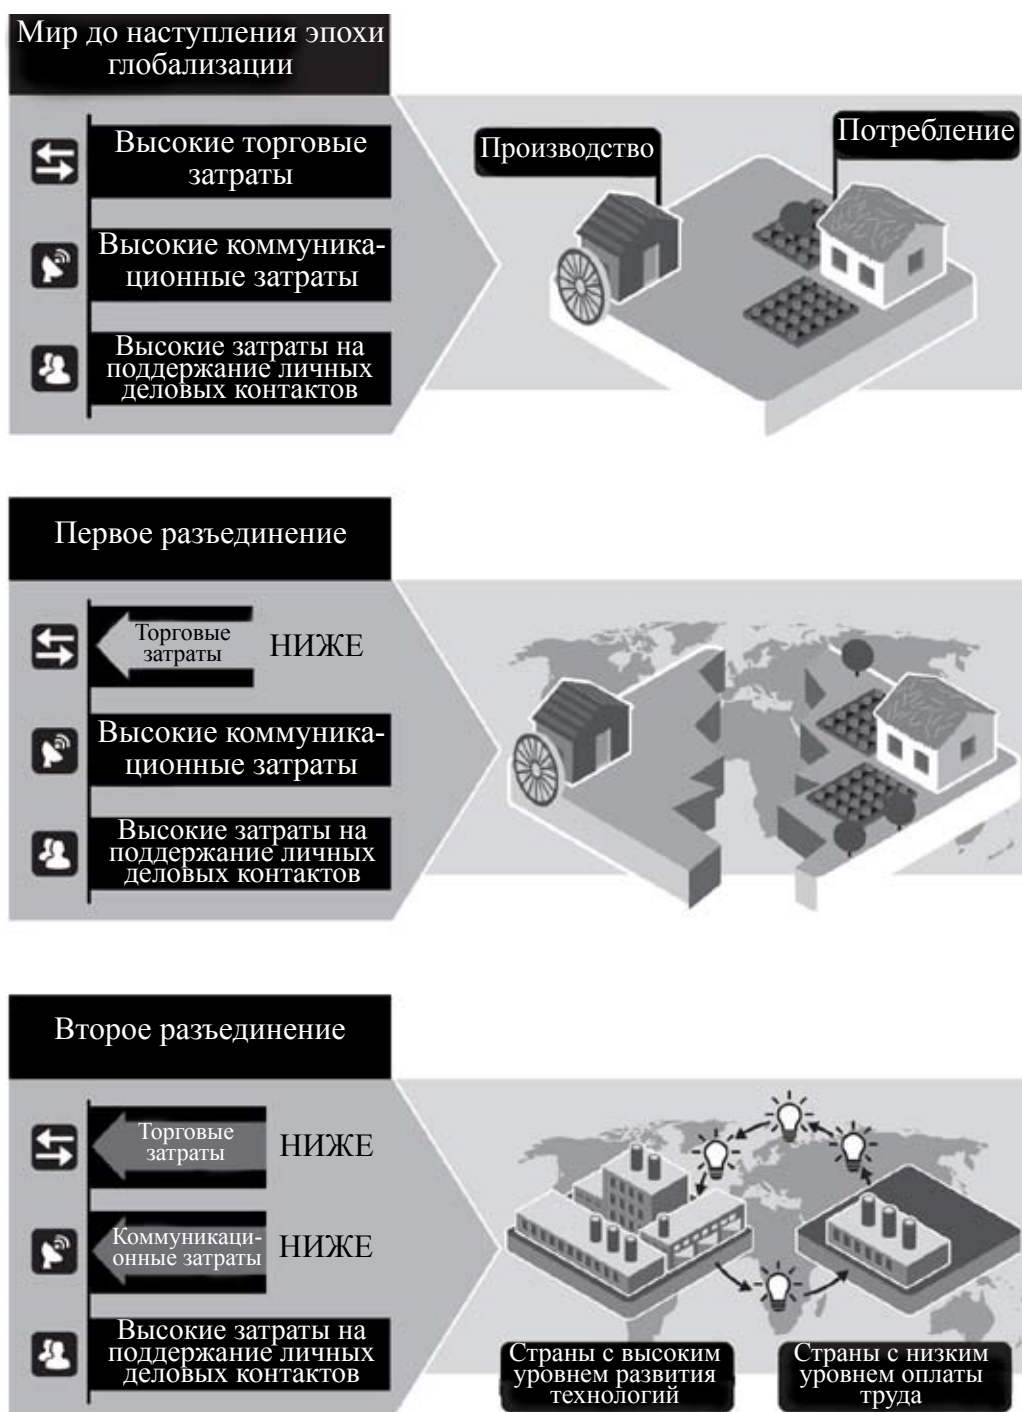 Мир до наступления эпохи
глобализации
Высокие торговые
затраты
Высокие коммуника-
ционные затраты
Высокие затраты на
поддержание личных
деловых контактов
Производство
Потребление
Первое разъединение
Торговые
затраты
НИЖЕ
Высокие коммуника-
ционные затраты
Высокие затраты на
поддержание личных
деловых контактов
Второе разъединение
Торговые
затраты
НИЖЕ
Коммуникаци-
онные затраты
НИЖЕ
Высокие затраты на
поддержание личных
деловых контактов
Страны с высоким
уровнем развития
технологий
Страны с низким
уровнем оплаты
труда